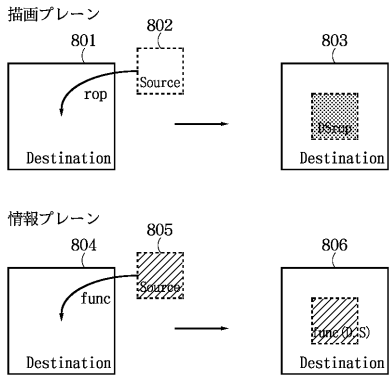 描画プレーン
801
802
803
Source
rop
DSrop
Destination
Destination
情報プレーン
804
805
806
Source
func
func(D,S)
Destination
Destination